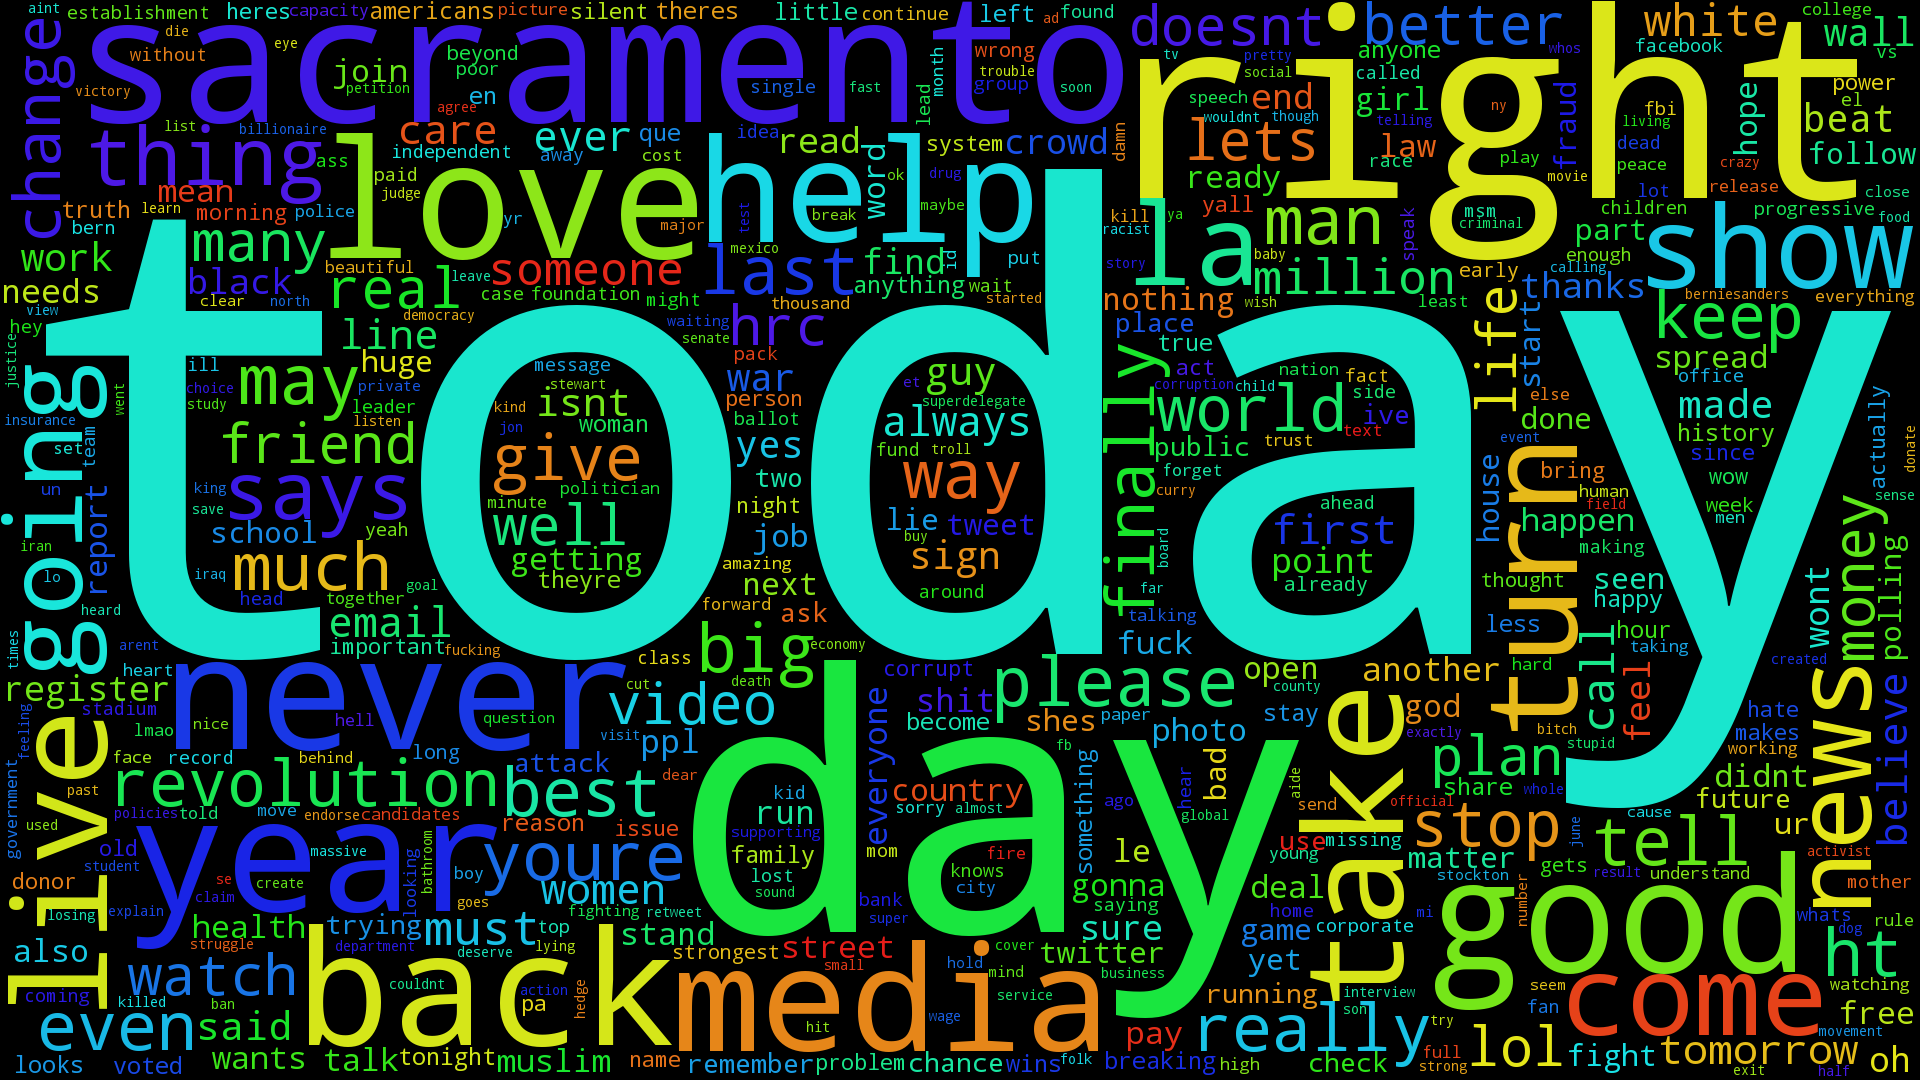 today
day
sacramento
right
love
help
never
year
back
media
good
come
take
turn
news
show
going
live
revolution
thing
change
last
la
man
million
world
finally
please
big
best
video
youre
says
much
friend
may
real
many
black
someone
hrc
give
well
way
isnt
always
guy
sign
tweet
lie
first
point
already
ahead
around
buy
troll
fund
superdelegate
et
getting
theyre
minute
politician
woman
kind
jon
stewart
message
establishment
aint
heres
capacity
americans
picture
silent
theres
little
continue
left
ad
found
doesnt
better
white
college
wall
vs
facebook
whos
die
eye
without
victory
join
petition
beyond
poor
en
agree
wrong
trouble
group
single
fast
lead
month
soon
anyone
called
tv
pretty
social
speech
end
girl
wouldnt
though
ny
telling
lets
law
race
play
movie
fraud
fbi
living
dead
peace
lot
power
el
hope
beat
follow
crazy
release
close
list
billionaire
care
ever
que
idea
read
system
crowd
damn
independent
away
cost
ass
paid
judge
word
ok
drug
maybe
break
mean
truth
learn
morning
police
bern
yr
major
test
mexico
find
id
put
kill
racist
ya
yall
ready
speak
msm
criminal
children
progressive
food
part
enough
calling
work
needs
view
hey
clear
north
beautiful
leave
case
foundation
might
thousand
anything
wait
started
story
baby
nothing
wish
least
early
thanks
berniesanders
everything
keep
spread
line
democracy
waiting
senate
place
true
life
start
justice
ill
huge
private
choice
study
leader
listen
pack
war
person
ballot
yes
two
night
act
corruption
child
nation
fact
side
ive
text
trust
public
forget
curry
office
made
history
else
done
event
since
wow
week
men
actually
donate
sense
insurance
set
team
went
un
king
save
yeah
school
report
iran
iraq
lo
heard
head
together
goal
job
amazing
next
forward
ask
board
far
talking
fuck
house
bring
human
field
happen
making
thought
seen
happy
less
money
polling
wont
times
arent
heart
email
important
fucking
register
stadium
class
economy
death
cut
corrupt
shit
become
open
county
another
god
hard
call
hour
taking
feel
created
believe
feeling
lmao
nice
hell
question
visit
ppl
shes
paper
photo
stay
exactly
bitch
stupid
hate
makes
working
government
past
face
record
behind
long
attack
dear
everyone
country
sorry
almost
fb
something
ago
hear
global
aide
bad
send
plan
share
official
whole
didnt
future
used
policies
told
move
endorse
candidates
reason
issue
kid
run
supporting
family
lost
sound
mom
fire
knows
city
le
young
use
missing
stop
matter
cause
june
ur
tell
activist
old
student
massive
bathroom
looking
boy
women
goes
donor
se
claim
create
explain
losing
health
struggle
trying
department
must
deserve
top
lying
fighting
retweet
stand
bank
super
gonna
saying
deal
home
game
corporate
mi
stockton
gets
result
understand
number
mother
whats
rule
dog
also
watch
coming
killed
ban
couldnt
action
pa
hedge
strongest
street
small
cover
hold
mind
service
wage
hit
sure
twitter
business
yet
running
interview
son
seem
fan
ht
watching
free
movement
even
said
looks
voted
wants
talk
tonight
muslim
name
remember
problem
chance
wins
folk
breaking
pay
high
really
check
try
full
strong
lol
fight
tomorrow
exit
half
oh